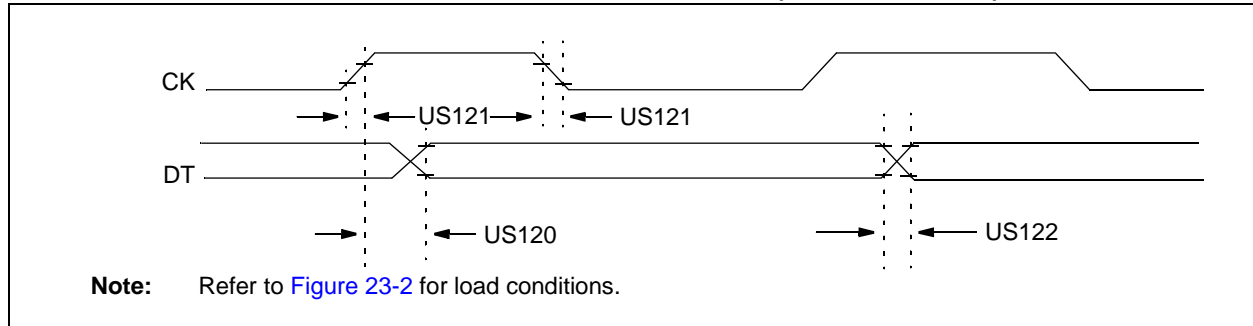 CK
US121 US121
DT
US120 US122
Note: Refer to Figure 23-2 for load conditions.